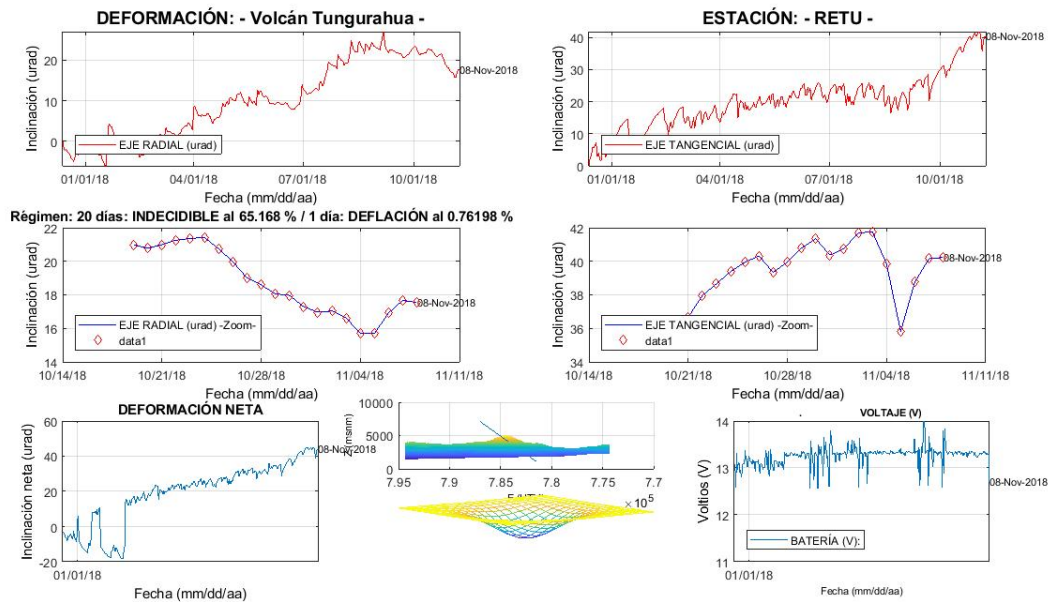 DEFORMACIÓN: - Volcán Tungurahua -
ESTACIÓN: - RETU -
Inclinación (urad)
20
10
0
EJE RADIAL (urad)
08-Nov-2018
01/01/18
04/01/18
07/01/18
10/01/18
Fecha (mm/dd/aa)
Inclinación (urad)
40
30
20
10
0
EJE TANGENCIAL (urad)
08-Nov-2018
01/01/18
04/01/18
07/01/18
10/01/18
Fecha (mm/dd/aa)
Régimen: 20 días: INDECIDIBLE al 65.168 % / 1 día: DEFLACIÓN al 0.76198 %
Inclinación (urad)
22
20
18
16
14
EJE RADIAL (urad) -Zoom-
data1
08-Nov-2018
10/14/18
10/21/18
10/28/18
11/04/18
11/11/18
Fecha (mm/dd/aa)
Inclinación (urad)
42
40
38
36
34
EJE TANGENCIAL (urad) -Zoom-
data1
08-Nov-2018
10/14/18
10/21/18
10/28/18
11/04/18
11/11/18
Fecha (mm/dd/aa)
DEFORMACIÓN NETA
Inclinación neta (urad)
60
40
20
0
-20
08-Nov-2018
01/01/18
Fecha (mm/dd/aa)
10000
5000
0
7.95
7.9
7.85
7.8
7.75
7.7
× 10⁵
VOLTAJE (V)
Voltios (V)
14
13
12
11
08-Nov-2018
BATERÍA (V):
01/01/18
Fecha (mm/dd/aa)